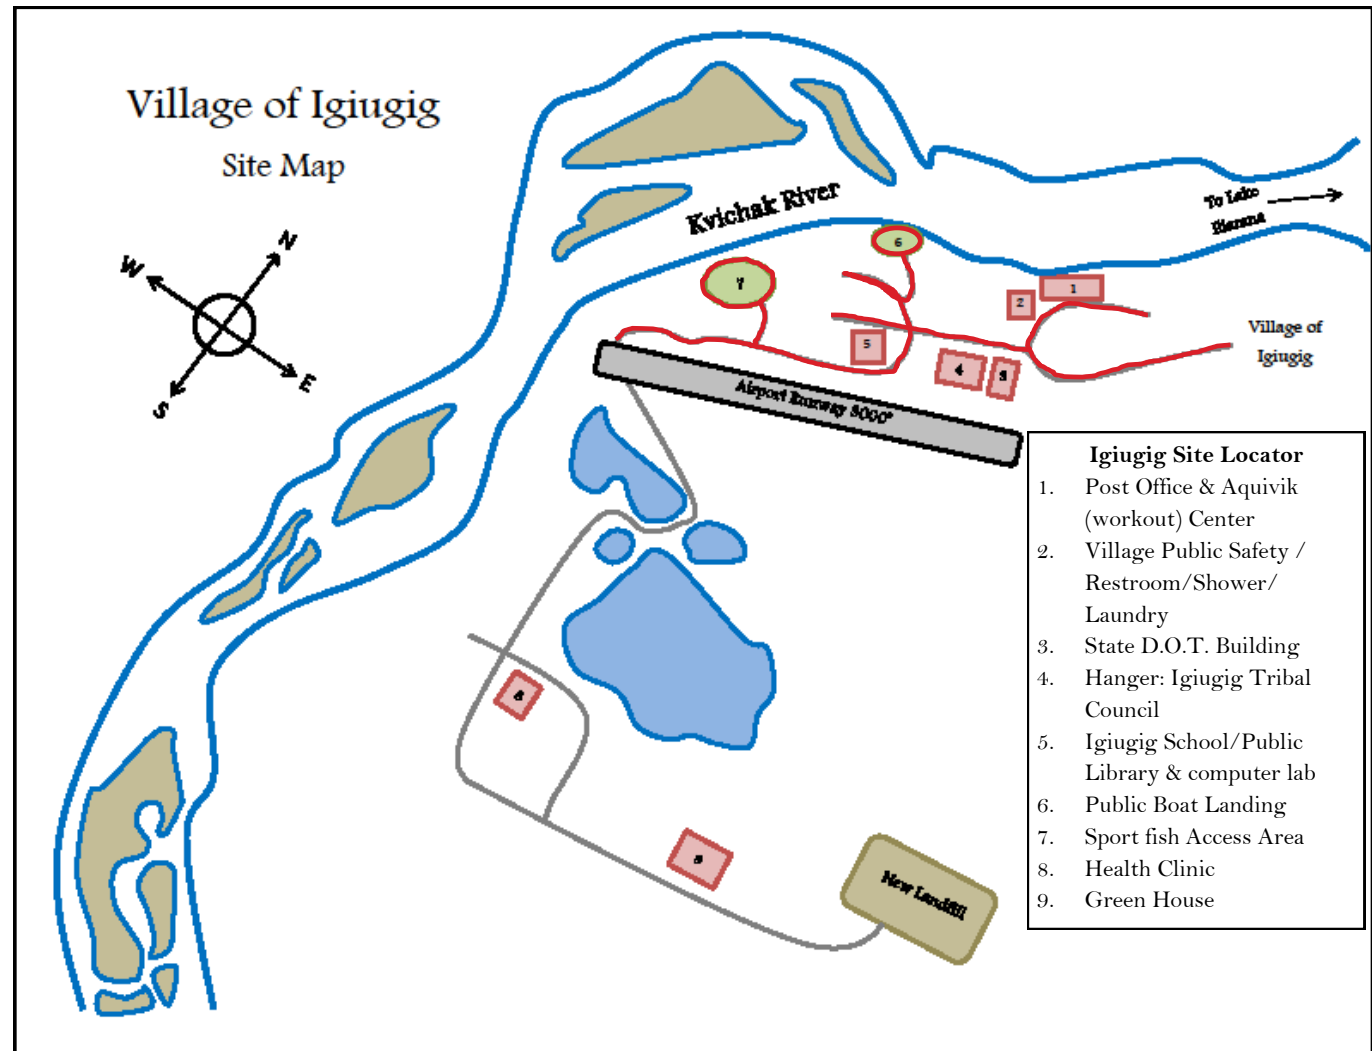 Village of Igiugig
Site Map
N
W
E
S
Kvichak River
To Lake
6
7
1
2
5
4
3
Village of
Igiugig
Airport Runway 3000"
8
9
New Landfill
Igiugig Site Locator
1. Post Office & Aquivik
(workout) Center
2. Village Public Safety /
Restroom/Shower/
Laundry
3. State D.O.T. Building
4. Hanger: Igiugig Tribal
Council
5. Igiugig School/Public
Library & computer lab
6. Public Boat Landing
7. Sport fish Access Area
8. Health Clinic
9. Green House